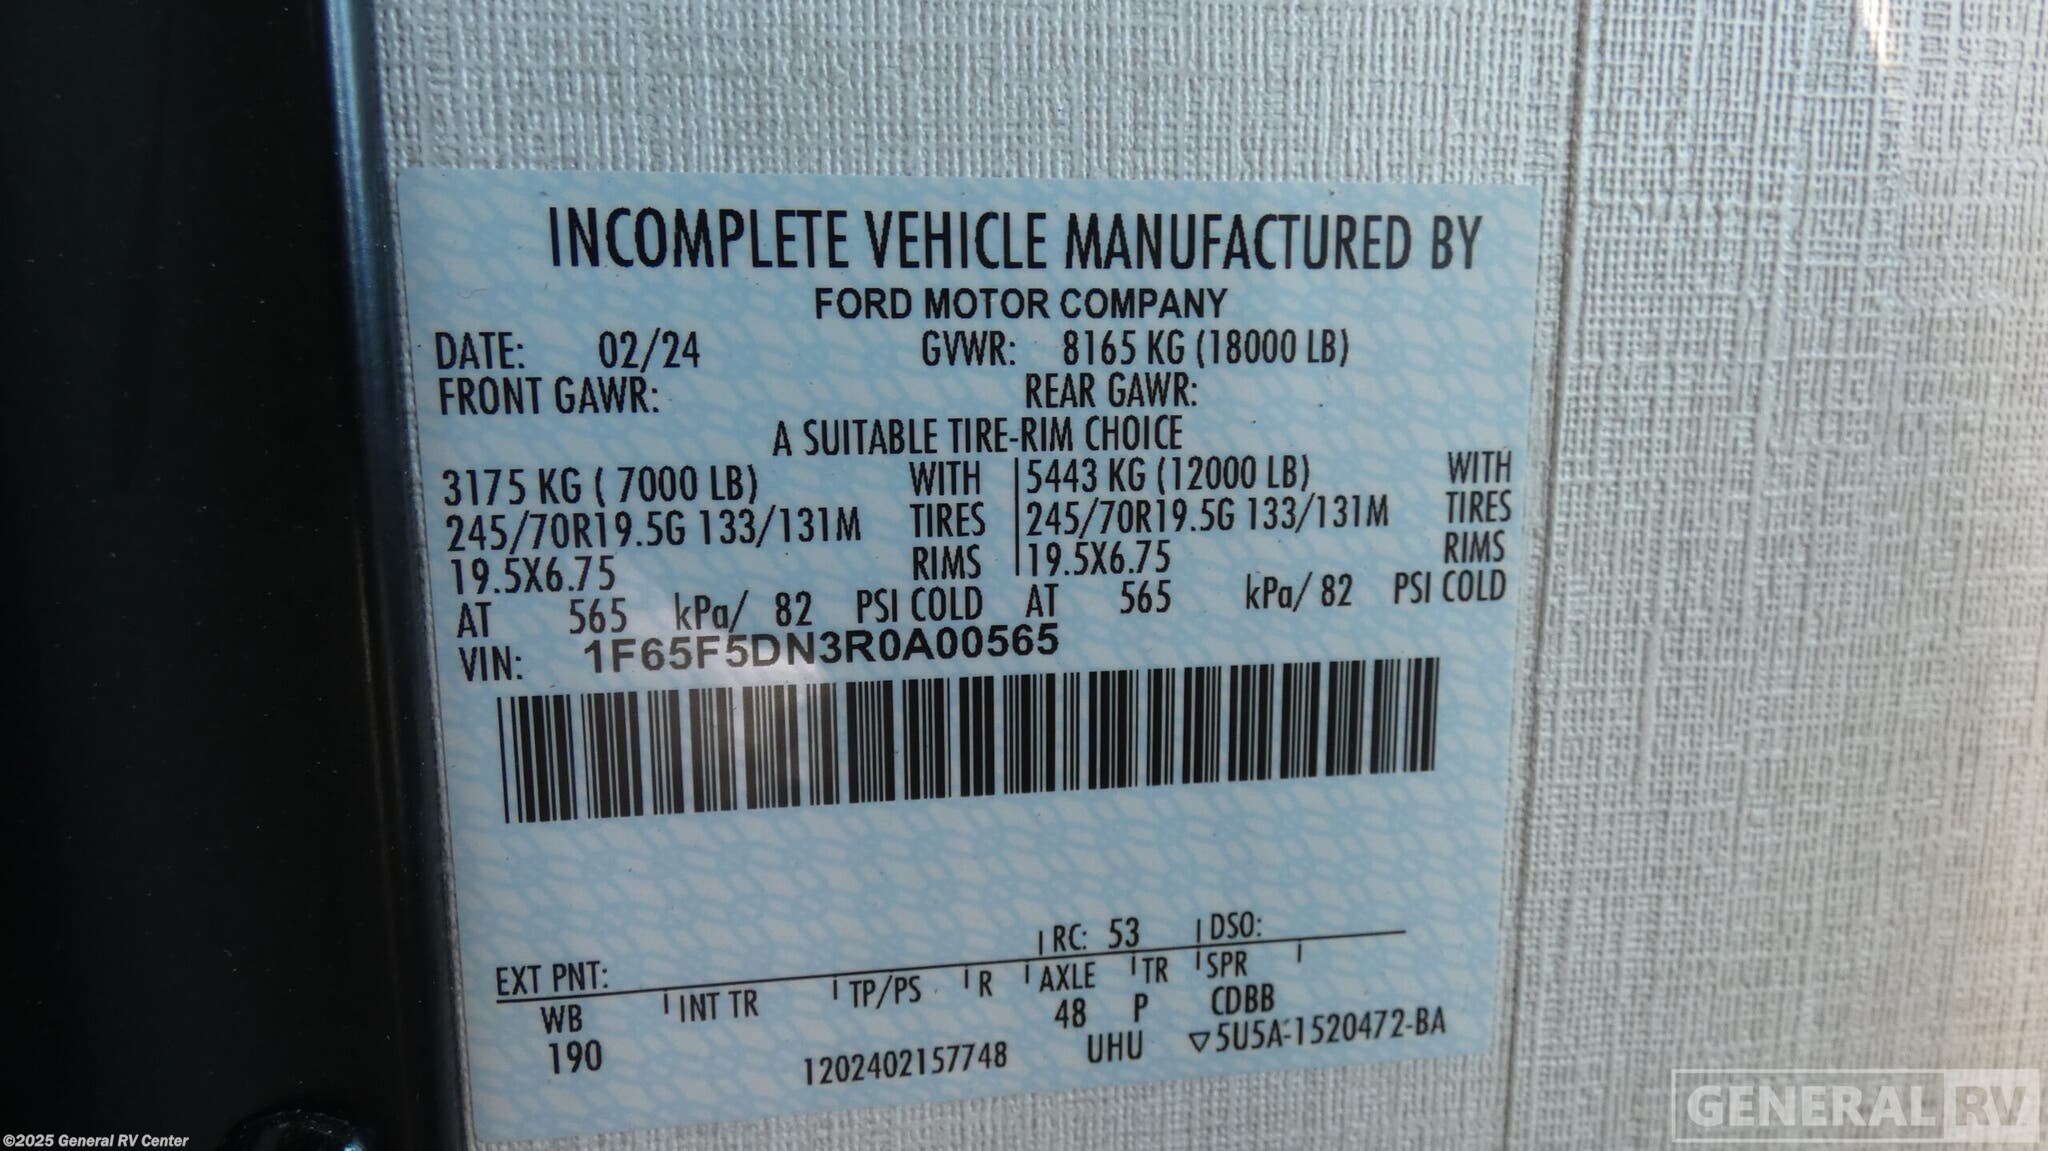 INCOMPLETE VEHICLE MANUFACTURED BY
FORD MOTOR COMPANY
DATE: 02/24 GVWR: 8165 KG (18000 LB)
FRONT GAWR: REAR GAWR:
A SUITABLE TIRE-RIM CHOICE
3175 KG ( 7000 LB) WITH 5443 KG (12000 LB) WITH
245/70R19.5G 133/131M TIRES 245/70R19.5G 133/131M TIRES
19.5X6.75 RIMS 19.5X6.75 RIMS
AT 565 kPa/ 82 PSI COLD AT 565 kPa/ 82 PSI COLD
VIN: 1F65F5DN3R0A00565
EXT PNT: RC: 53 DSO:
WB INT TR TP/PS R AXLE TR SPR
190 48 P CDBB
1202402157748 UHU ▽5U5A-1520472-BA
GENERAL RV
©2025 General RV Center